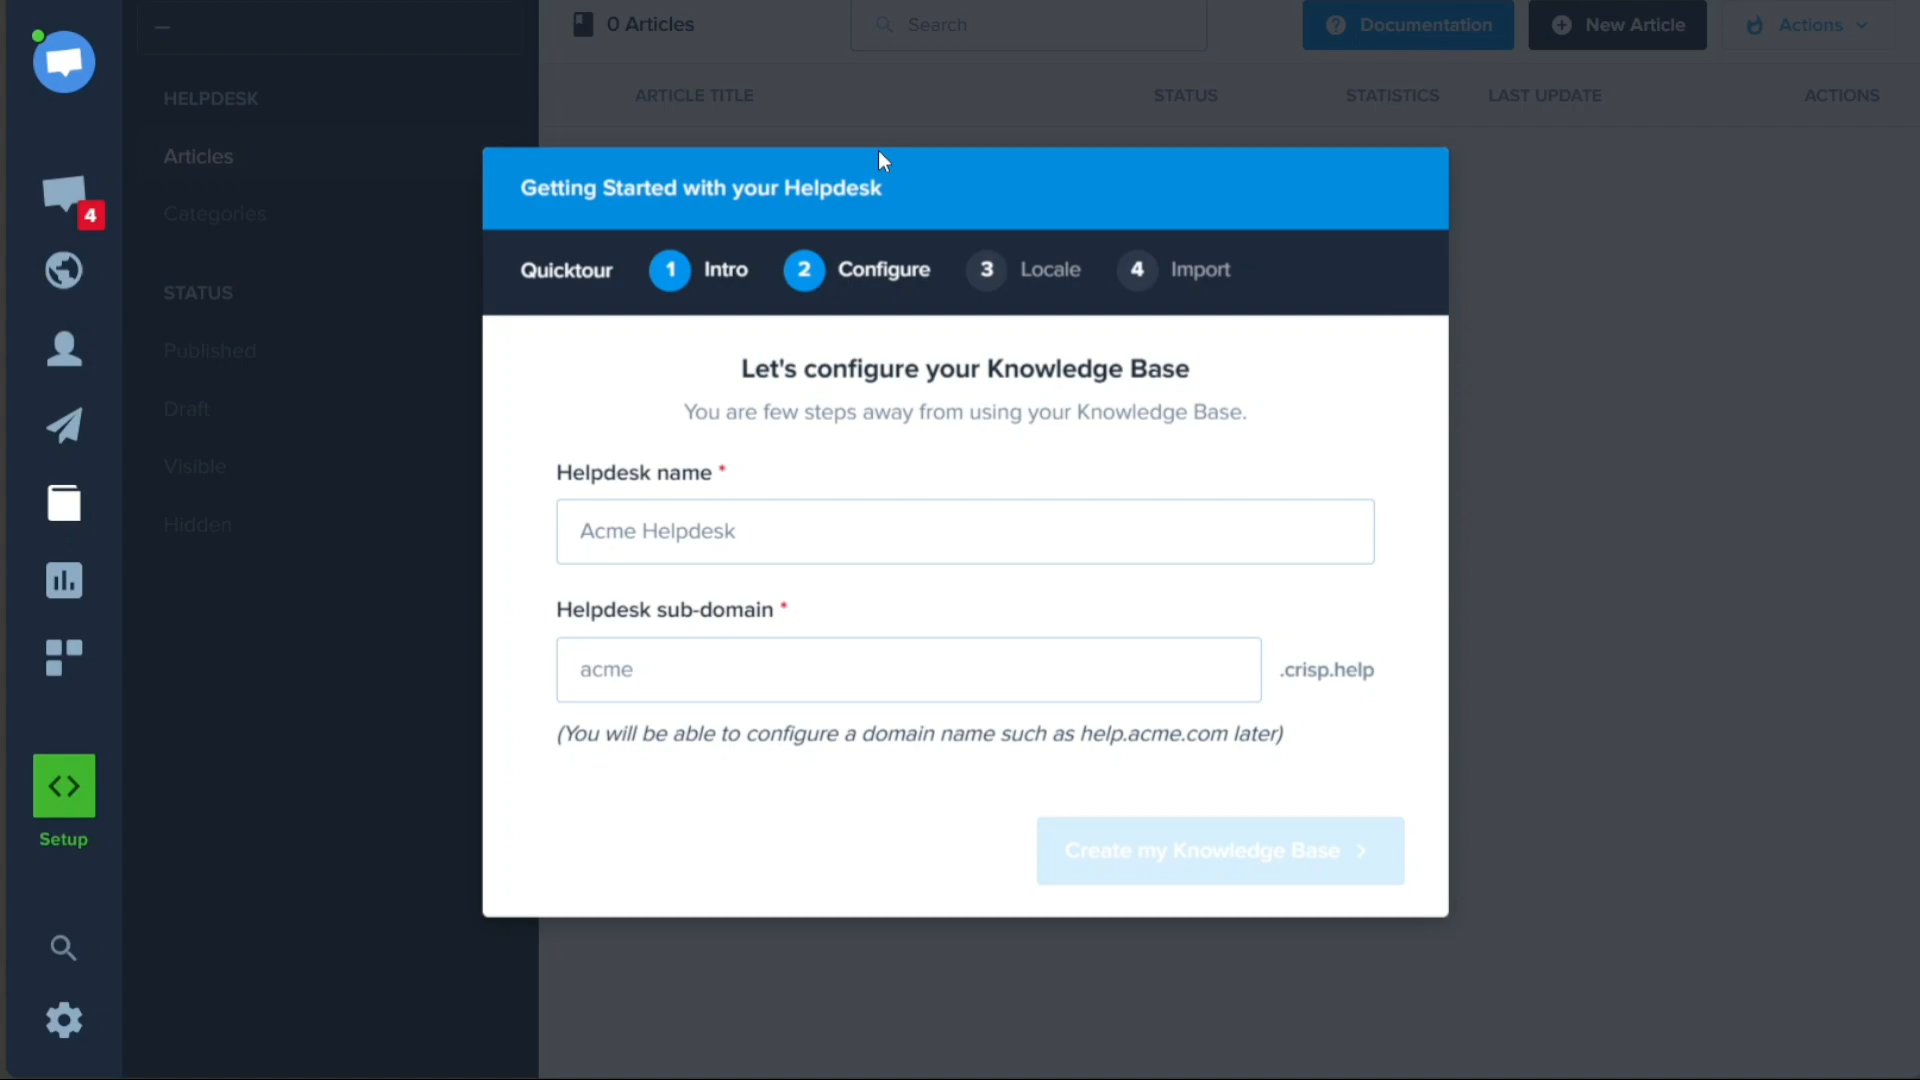 0 Articles
Search
Documentation
New Article
Actions
HELPDESK
ARTICLE TITLE
STATUS
STATISTICS
LAST UPDATE
ACTIONS
Articles
Categories
STATUS
Published
Draft
Visible
Hidden
4
Setup
Getting Started with your Helpdesk
Quicktour
1 Intro
2 Configure
3 Locale
4 Import
Let's configure your Knowledge Base
You are few steps away from using your Knowledge Base.
Helpdesk name *
Acme Helpdesk
Helpdesk sub-domain *
acme
.crisp.help
(You will be able to configure a domain name such as help.acme.com later)
Create my Knowledge Base